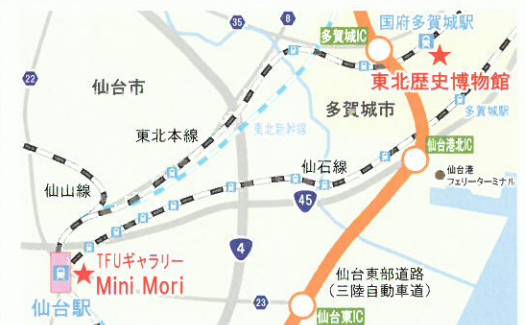 35
8
国府多賀城駅
多賀城IC
東北歴史博物館
22
仙台市
多賀城市
多賀城駅
東北本線
東北新幹線
仙台港北IC
仙石線
仙台港
フェリーターミナル
仙山線
45
4
TFUギャラリー
Mini Mori
仙台東部道路
(三陸自動車道)
仙台駅
23
仙台東IC